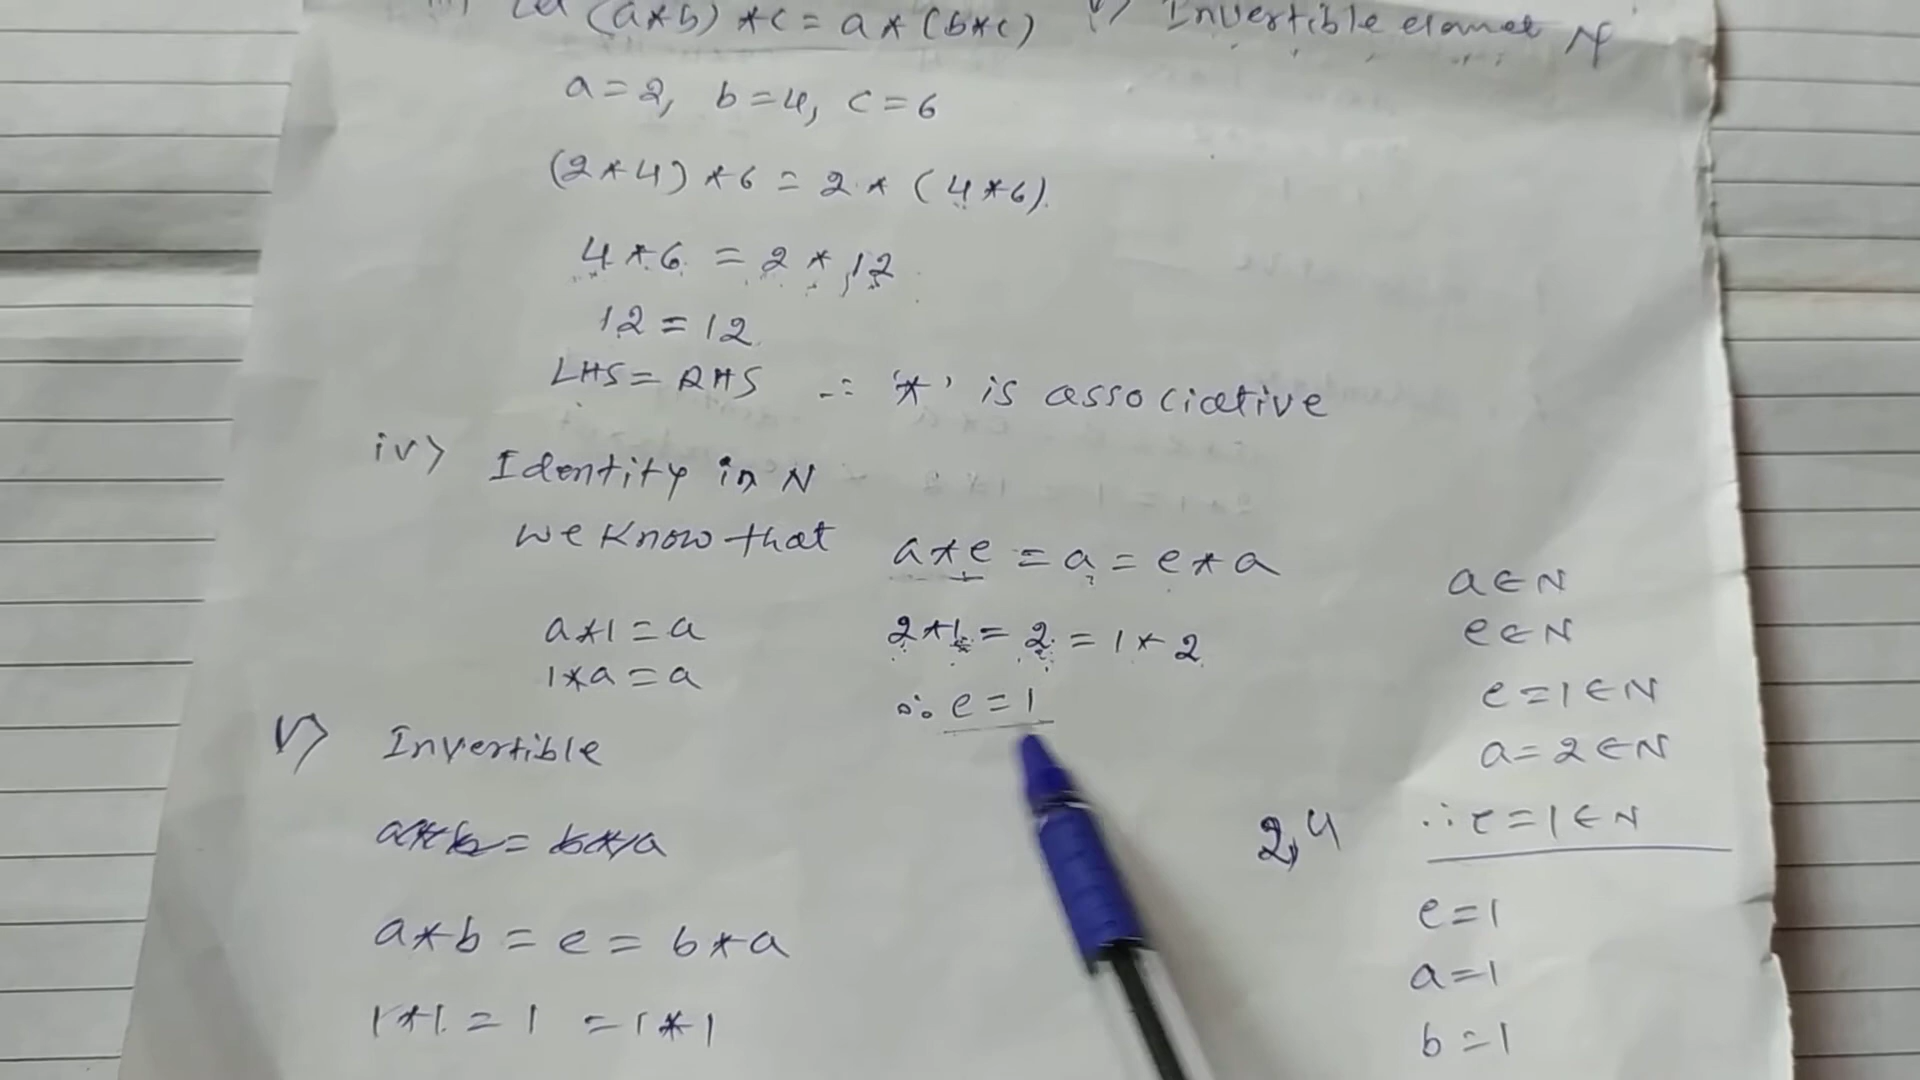 Let (a*b)*c = a*(b*c)
v) Invertible elamet N
a=2, b=4, c=6
(2*4)*6 = 2*(4*6).
4*6 = 2*12
12=12
LHS=RHS ∴ '*' is associative
iv) Identity in N
we know that a*e = a = e*a
a*1=a 2*1=2=1*2
1*a=a ∴ e=1
a∈N
e∈N
e=1∈N
a=2∈N
∴ e=1∈N
v) Invertible
a*b = b*a
2,4
a*b = e = b*a
1*1 = 1 = 1*1
e=1
a=1
b=1